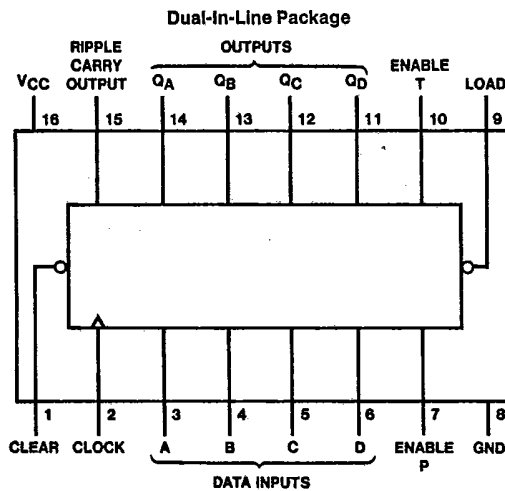 Dual-In-Line Package
OUTPUTS
RIPPLE
CARRY
OUTPUT
VCC
QA QB QC QD
ENABLE
T
LOAD
16 15 14 13 12 11 10 9
1 2 3 4 5 6 7 8
CLEAR CLOCK A B C D ENABLE
P
GND
DATA INPUTS